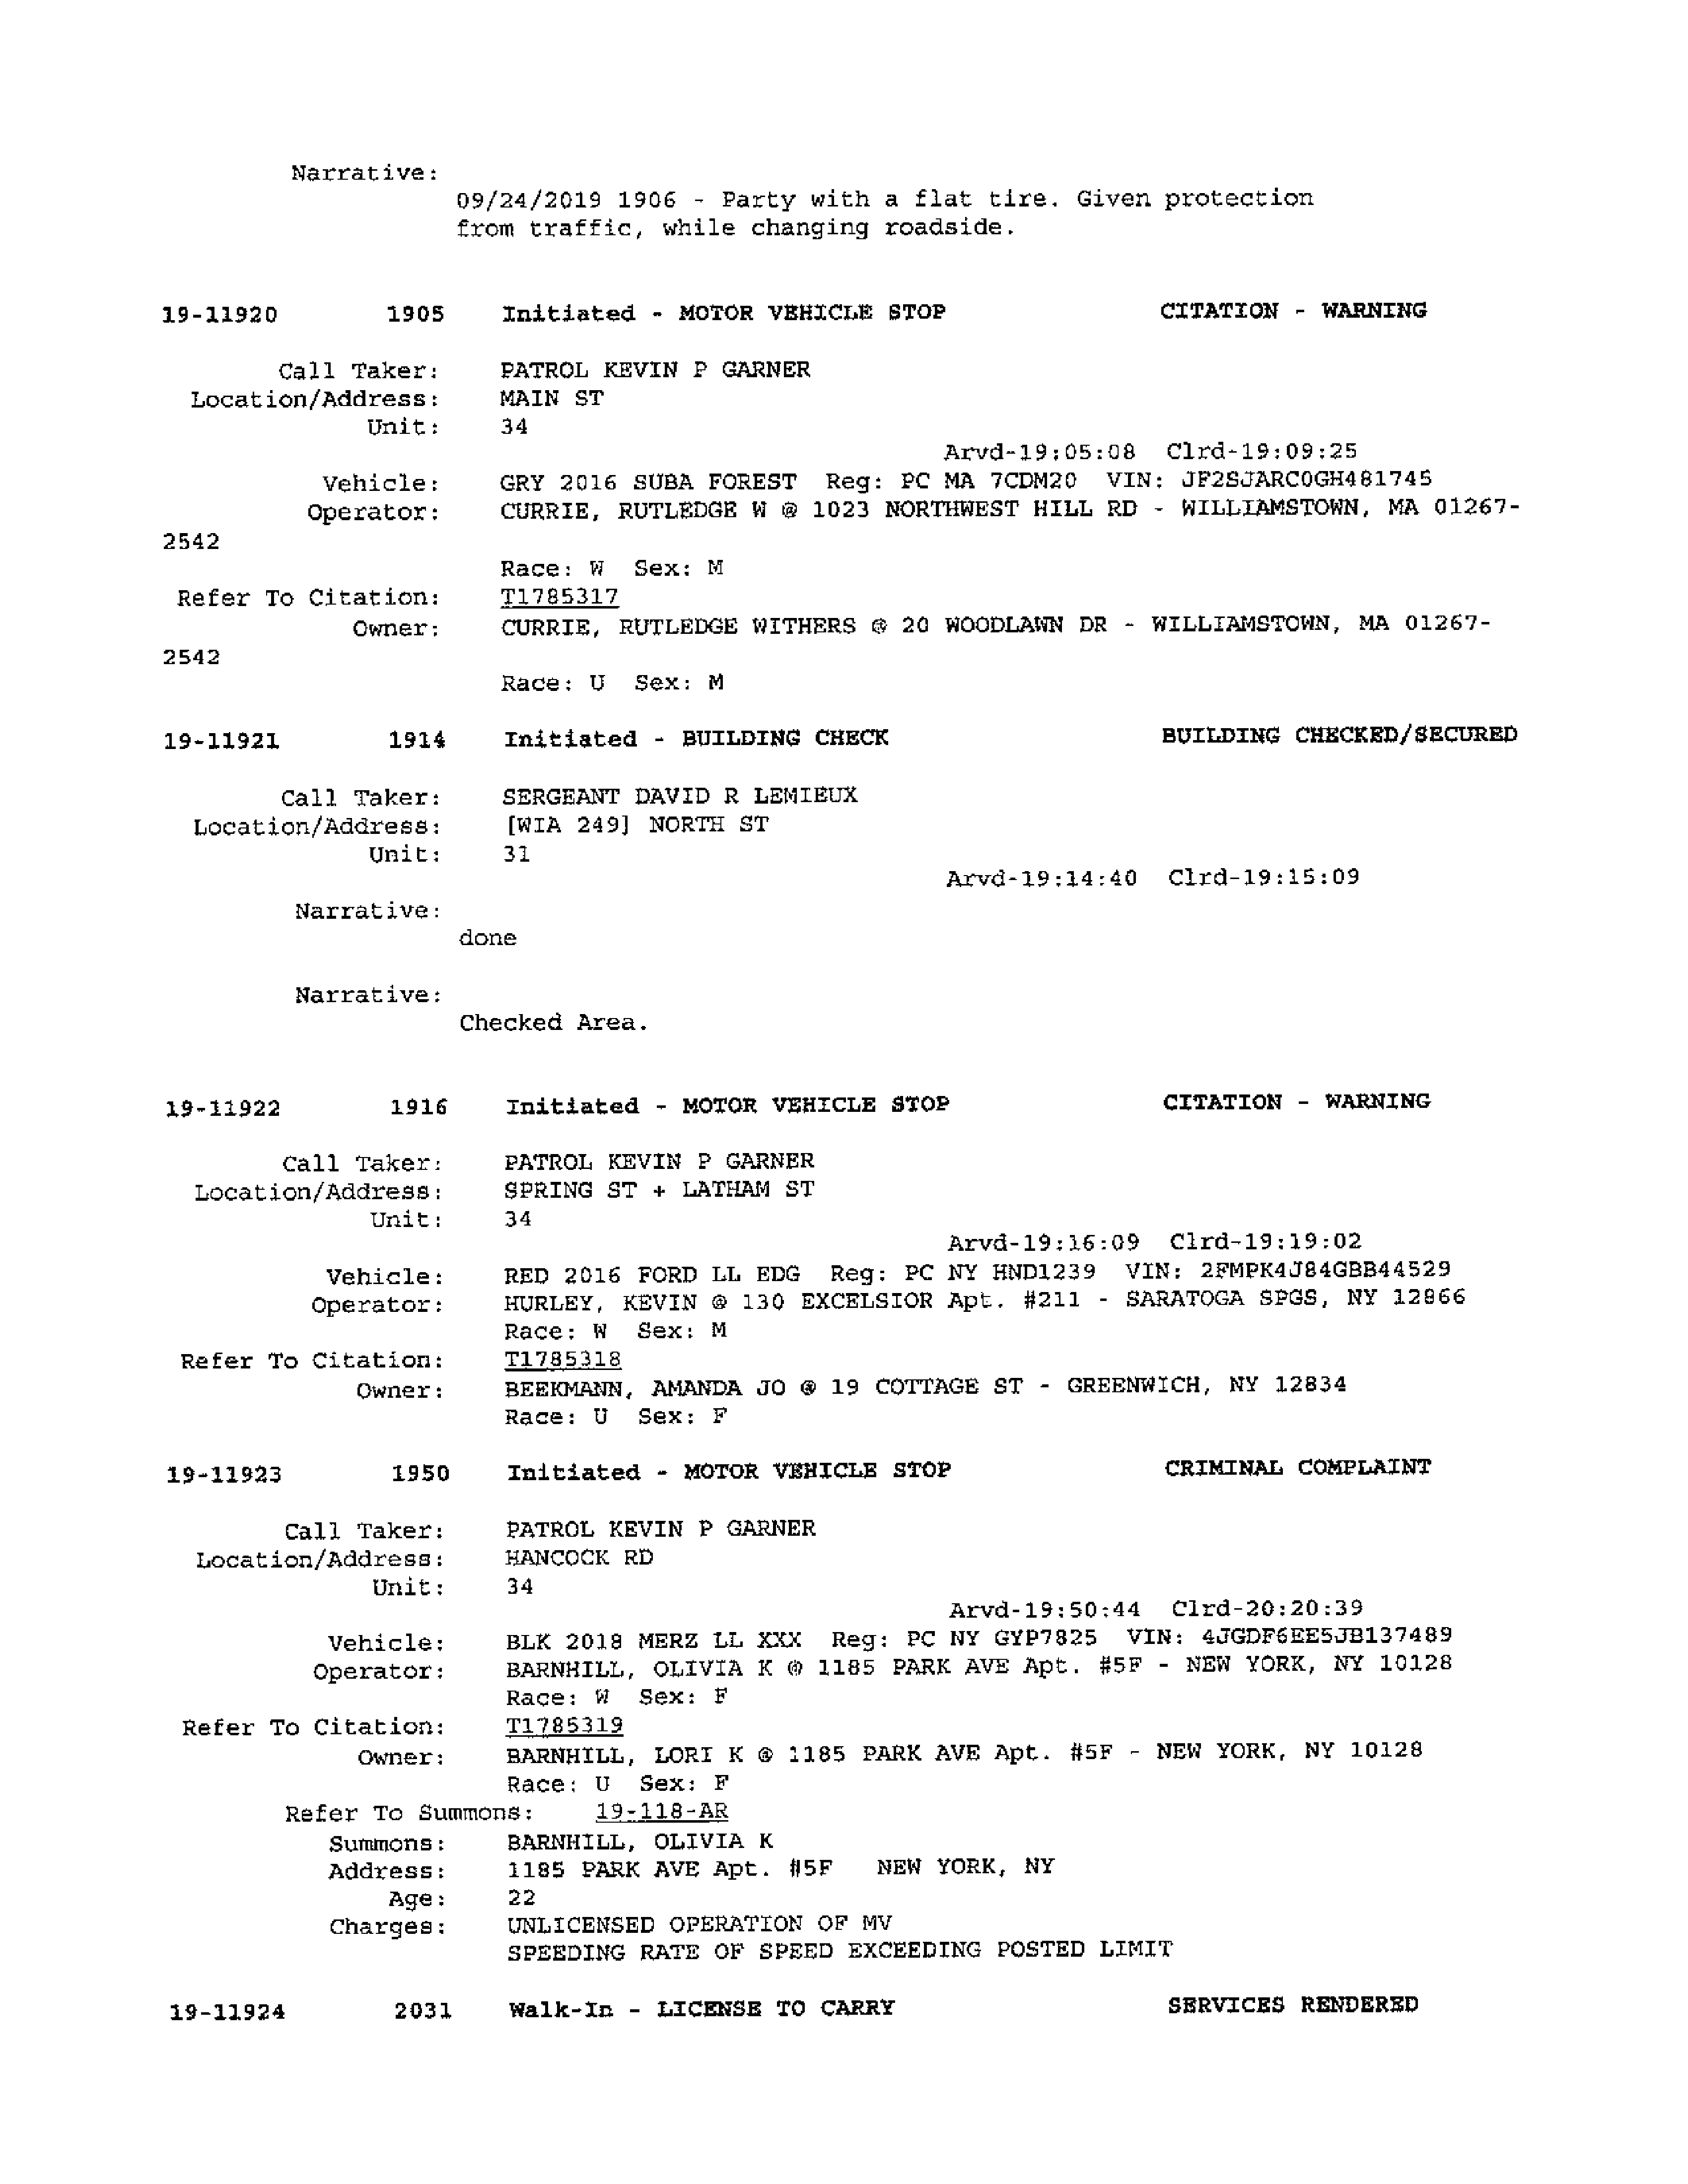 Narrative:
09/24/2019 1906 - Party with a flat tire. Given protection
from traffic, while changing roadside.
19-11920 1905 Initiated - MOTOR VEHICLE STOP CITATION - WARNING
Call Taker: PATROL KEVIN P GARNER
Location/Address: MAIN ST
Unit: 34
Arvd-19:05:08 Clrd-19:09:25
Vehicle: GRY 2016 SUBA FOREST Reg: PC MA 7CDM20 VIN: JF2SJARC0GH481745
Operator: CURRIE, RUTLEDGE W @ 1023 NORTHWEST HILL RD - WILLIAMSTOWN, MA 01267-
2542
Race: W Sex: M
Refer To Citation: T1785317
Owner: CURRIE, RUTLEDGE WITHERS @ 20 WOODLAWN DR - WILLIAMSTOWN, MA 01267-
2542
Race: U Sex: M
19-11921 1914 Initiated - BUILDING CHECK BUILDING CHECKED/SECURED
Call Taker: SERGEANT DAVID R LEMIEUX
Location/Address: [WIA 249] NORTH ST
Unit: 31
Arvd-19:14:40 Clrd-19:15:09
Narrative:
done
Narrative:
Checked Area.
19-11922 1916 Initiated - MOTOR VEHICLE STOP CITATION - WARNING
Call Taker: PATROL KEVIN P GARNER
Location/Address: SPRING ST + LATHAM ST
Unit: 34
Arvd-19:16:09 Clrd-19:19:02
Vehicle: RED 2016 FORD LL EDG Reg: PC NY HND1239 VIN: 2FMPK4J84GBB44529
Operator: HURLEY, KEVIN @ 130 EXCELSIOR Apt. #211 - SARATOGA SPGS, NY 12866
Race: W Sex: M
Refer To Citation: T1785318
Owner: BEEKMANN, AMANDA JO @ 19 COTTAGE ST - GREENWICH, NY 12834
Race: U Sex: F
19-11923 1950 Initiated - MOTOR VEHICLE STOP CRIMINAL COMPLAINT
Call Taker: PATROL KEVIN P GARNER
Location/Address: HANCOCK RD
Unit: 34
Arvd-19:50:44 Clrd-20:20:39
Vehicle: BLK 2018 MERZ LL XXX Reg: PC NY GYP7825 VIN: 4JGDF6EE5JB137489
Operator: BARNHILL, OLIVIA K @ 1185 PARK AVE Apt. #5F - NEW YORK, NY 10128
Race: W Sex: F
Refer To Citation: T1785319
Owner: BARNHILL, LORI K @ 1185 PARK AVE Apt. #5F - NEW YORK, NY 10128
Race: U Sex: F
Refer To Summons: 19-118-AR
Summons: BARNHILL, OLIVIA K
Address: 1185 PARK AVE Apt. #5F NEW YORK, NY
Age: 22
Charges: UNLICENSED OPERATION OF MV
SPEEDING RATE OF SPEED EXCEEDING POSTED LIMIT
19-11924 2031 Walk-In - LICENSE TO CARRY SERVICES RENDERED